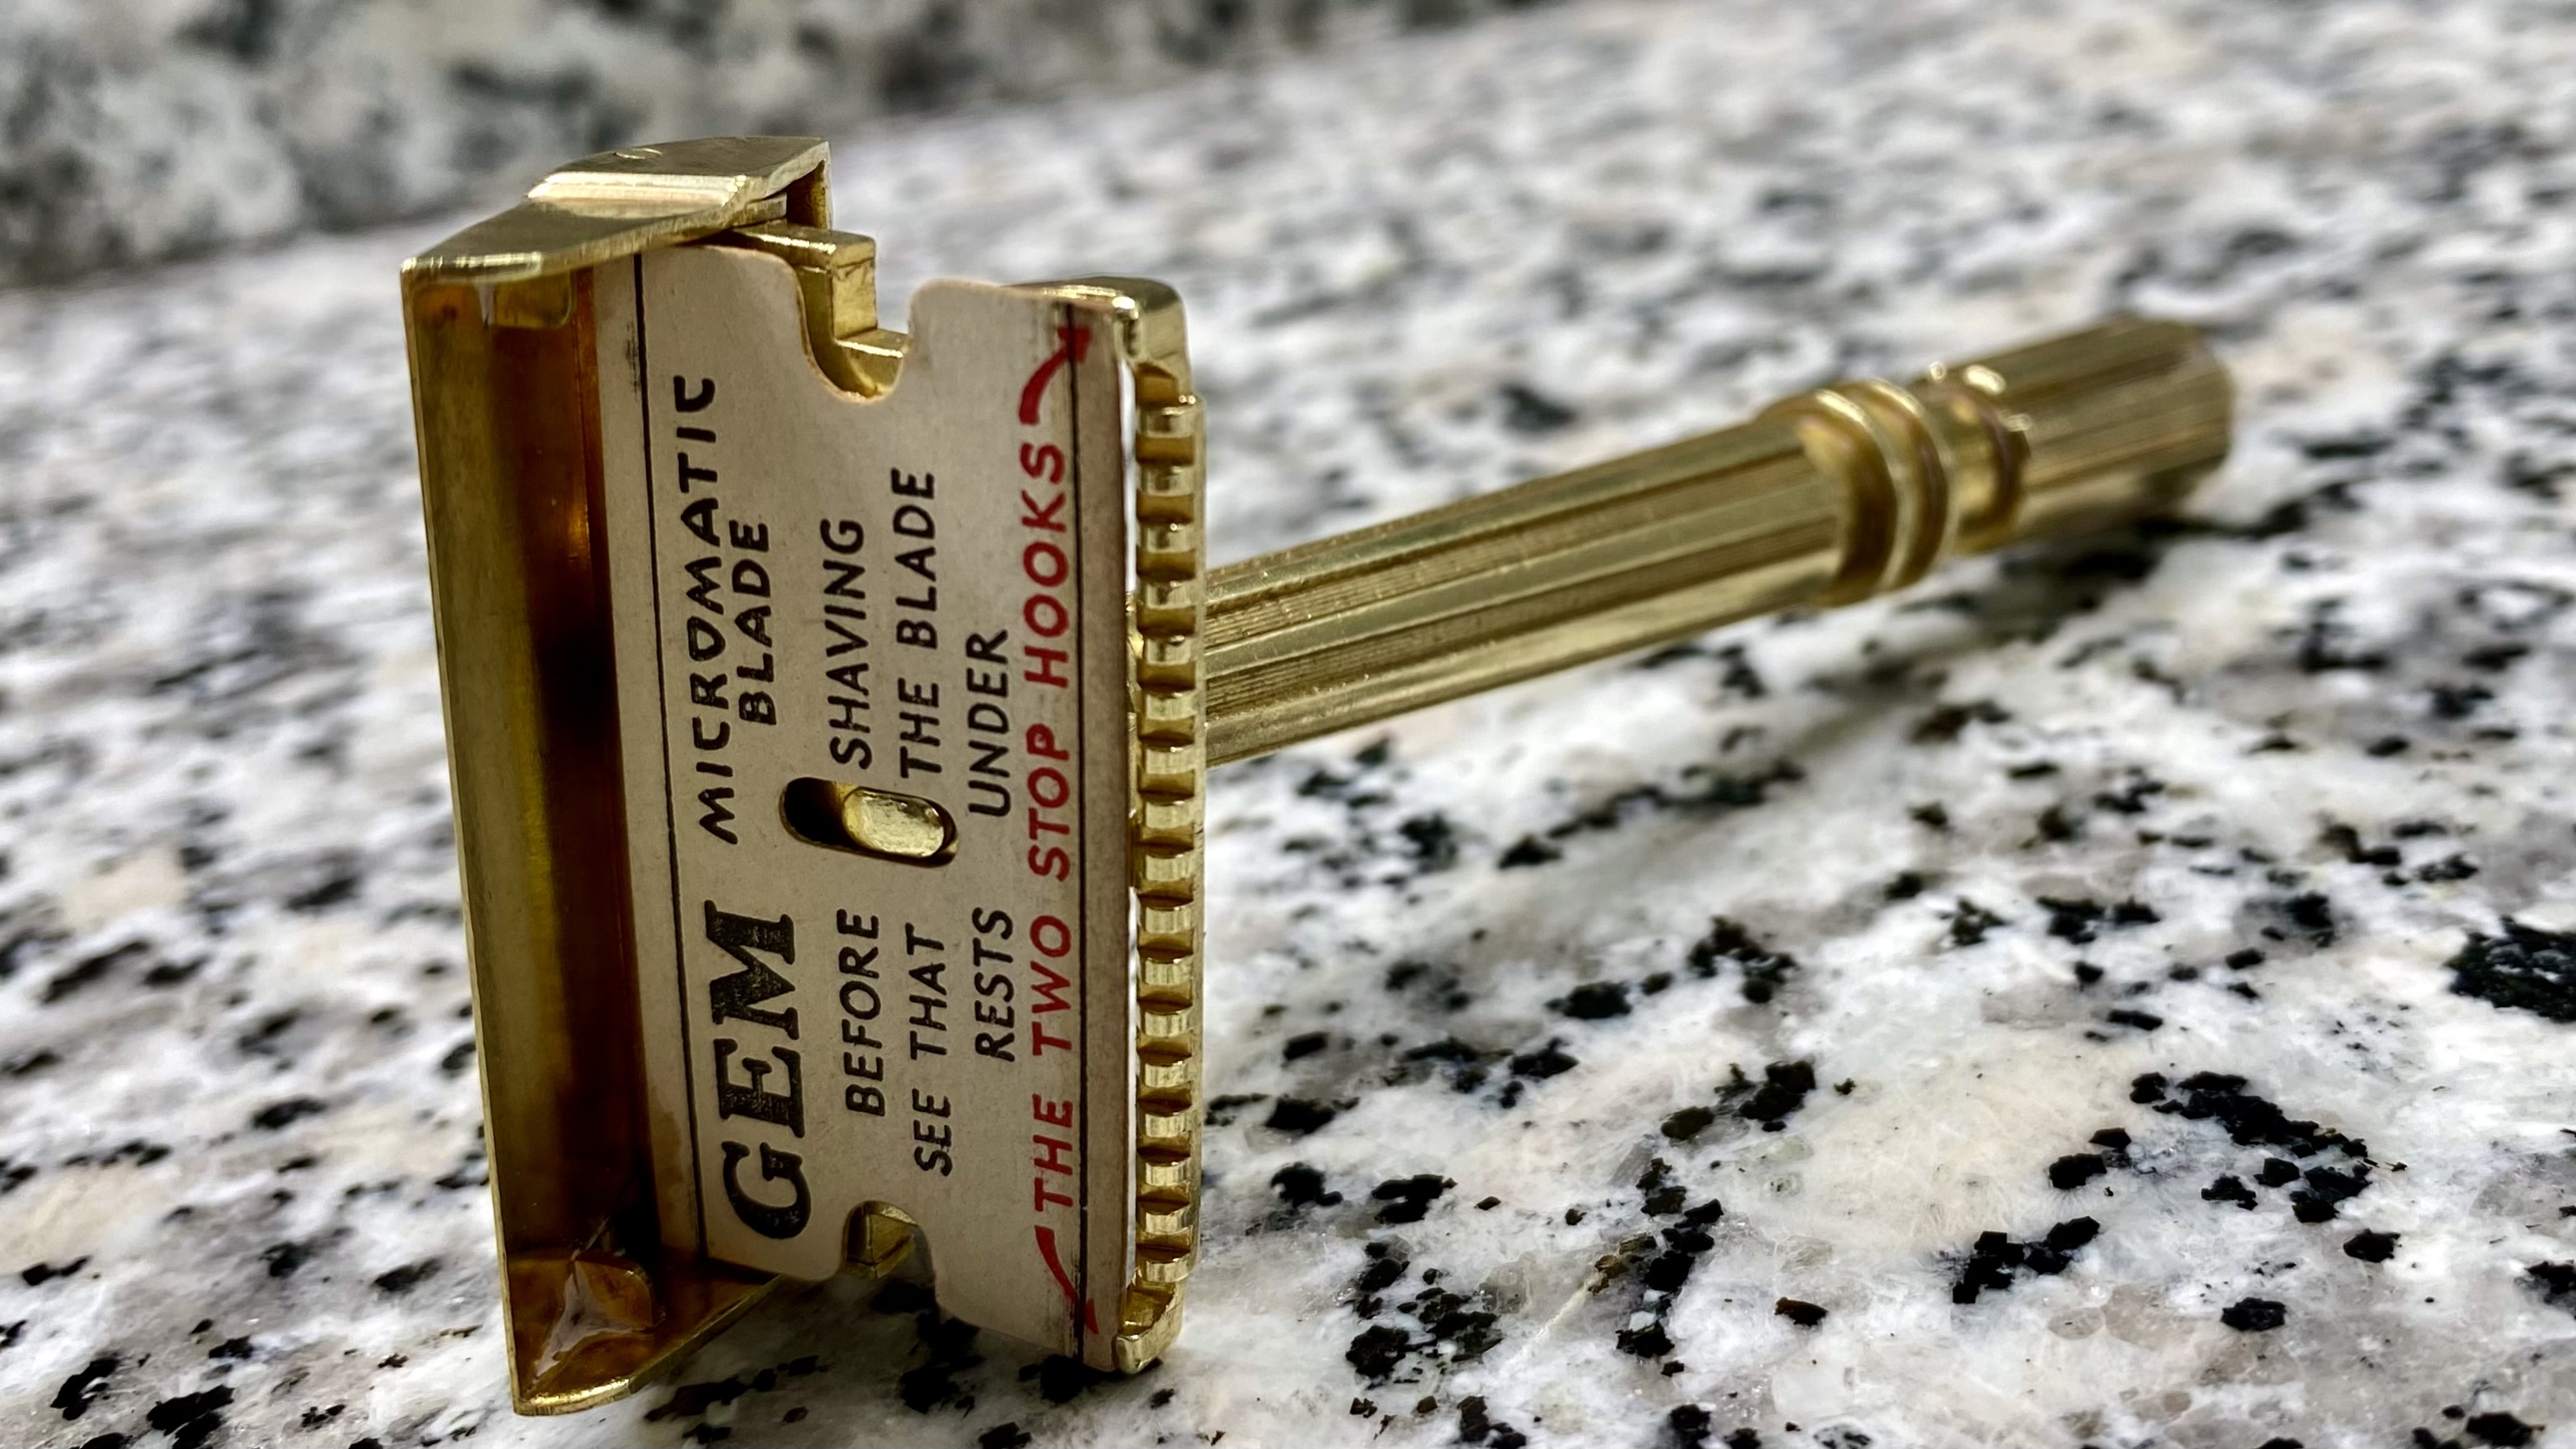 GEM MICROMATIC
BLADE
BEFORE SHAVING
SEE THAT THE BLADE
RESTS UNDER
THE TWO STOP HOOKS